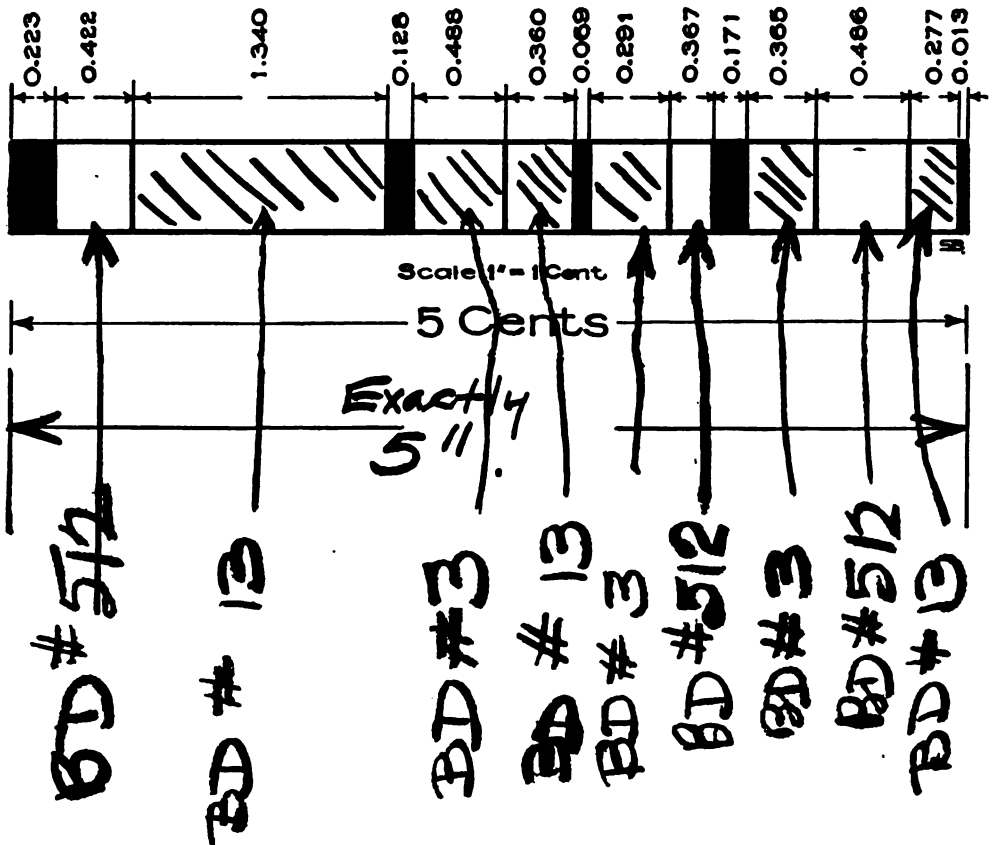 0.223
0.422
1.340
0.128
0.488
0.360
0.069
0.291
0.367
0.171
0.365
0.486
0.277
0.013
Scale 1" = 1 Cent
5 Cents
Exactly
5"
BD # 512
BD # 13
BD # 3
BD # 13
BD # 3
BD # 512
BD # 3
BD # 512
BD # 13